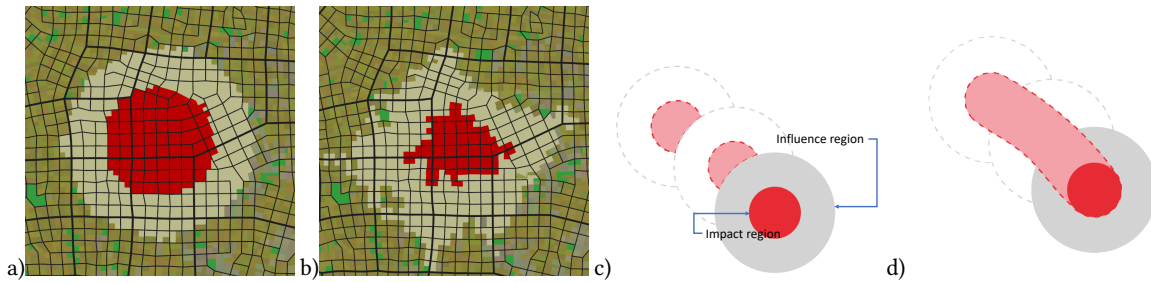 Influence region
Impact region
a)
b)
c)
d)